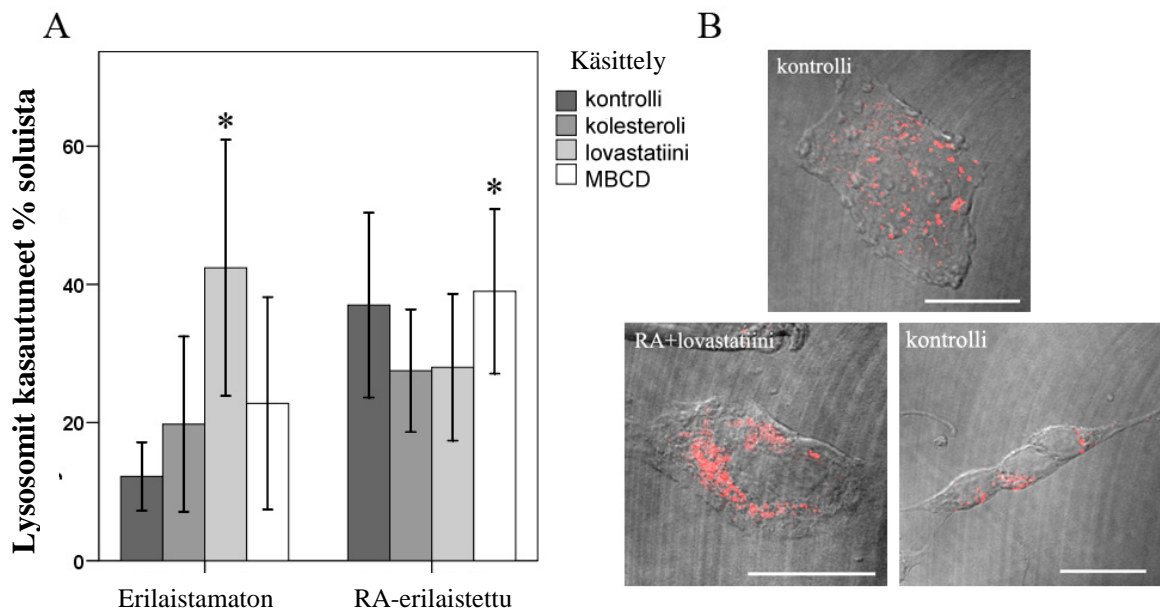 A
B
Lysosomit kasautuneet % soluista
60
40
20
0
*
*
Erilaistamaton
RA-erilaistettu
Käsittely
kontrolli
kolesteroli
lovastatiini
MBCD
kontrolli
RA+lovastatiini
kontrolli